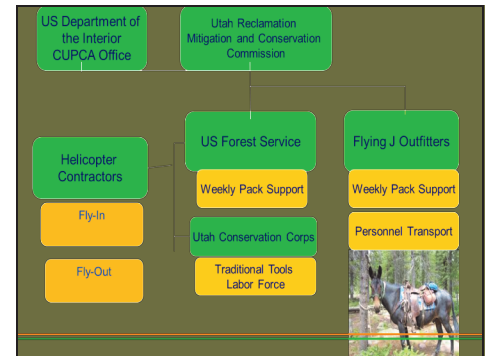 US Department of
the Interior
CUPCA Office
Utah Reclamation
Mitigation and Conservation
Commission
Helicopter
Contractors
Fly-In
Fly-Out
US Forest Service
Weekly Pack Support
Utah Conservation Corps
Traditional Tools
Labor Force
Flying J Outfitters
Weekly Pack Support
Personnel Transport